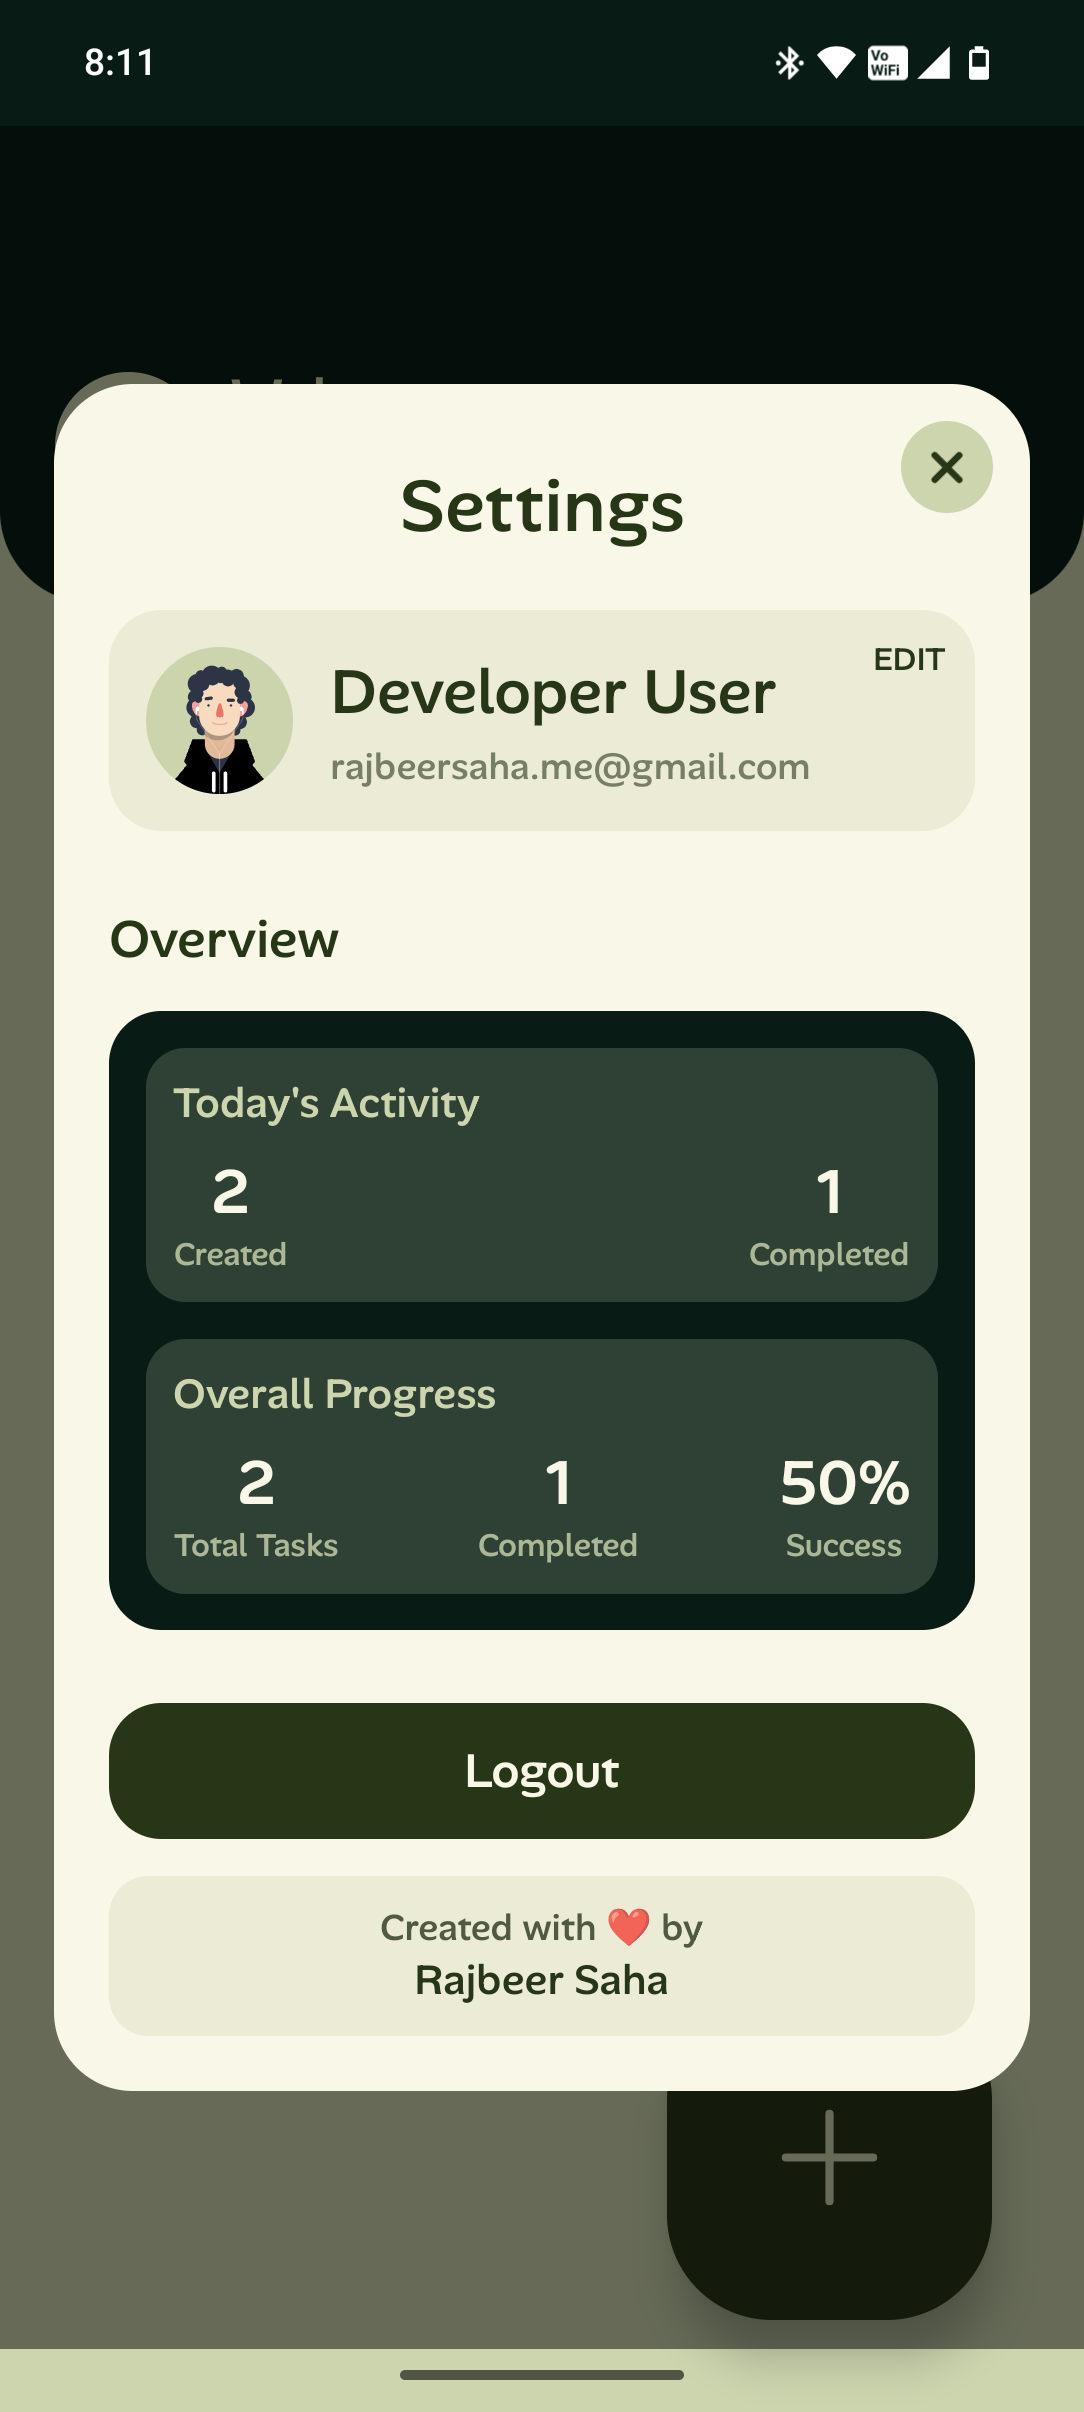 8:11
Vo
WiFi
Settings
EDIT
Developer User
rajbeersaha.me@gmail.com
Overview
Today's Activity
2 1
Created Completed
Overall Progress
2 1 50%
Total Tasks Completed Success
Logout
Created with ❤️ by
Rajbeer Saha